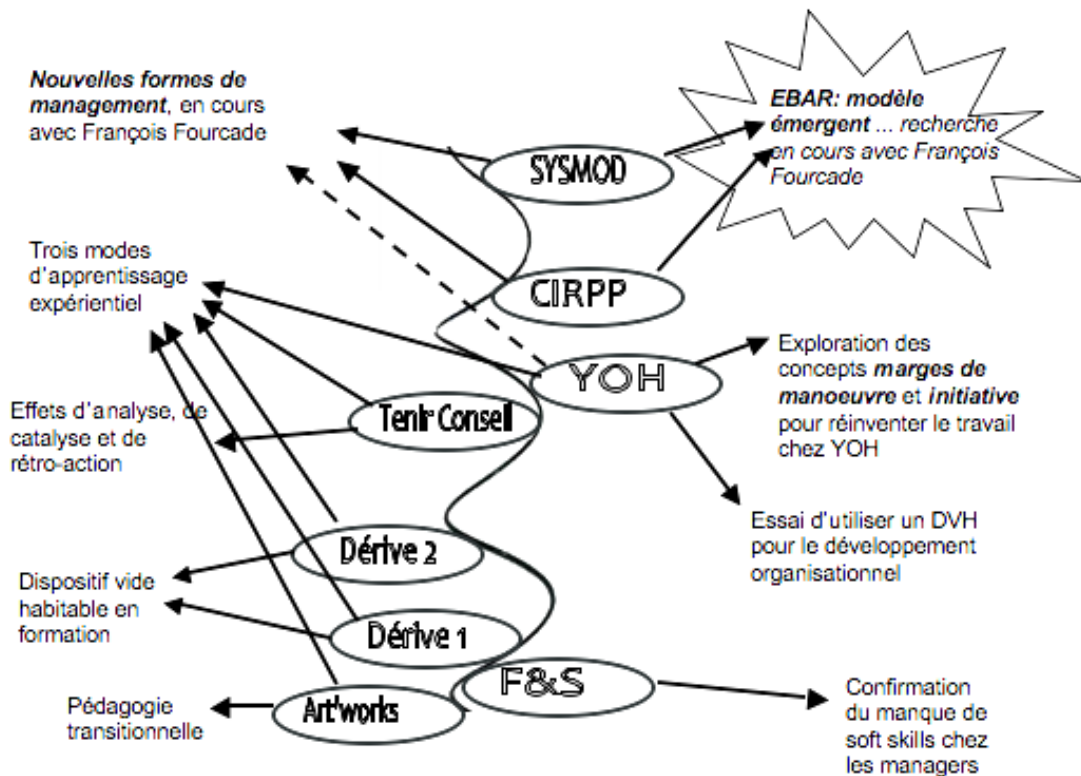 Nouvelles formes de
management, en cours
avec François Fourcade
EBAR: modèle
émergent ... recherche
en cours avec François
Fourcade
SYSMOD
Trois modes
d'apprentissage
expérientiel
CIRPP
YOH
Exploration des
concepts marges de
manoeuvre et initiative
pour réinventer le travail
chez YOH
Tenir Conseil
Effets d'analyse, de
catalyse et de
rétro-action
Essai d'utiliser un DVH
pour le développement
organisationnel
Dérive 2
Dispositif vide
habitable en
formation
Dérive 1
F&S
Confirmation
du manque de
soft skills chez
les managers
Art'works
Pédagogie
transitionnelle